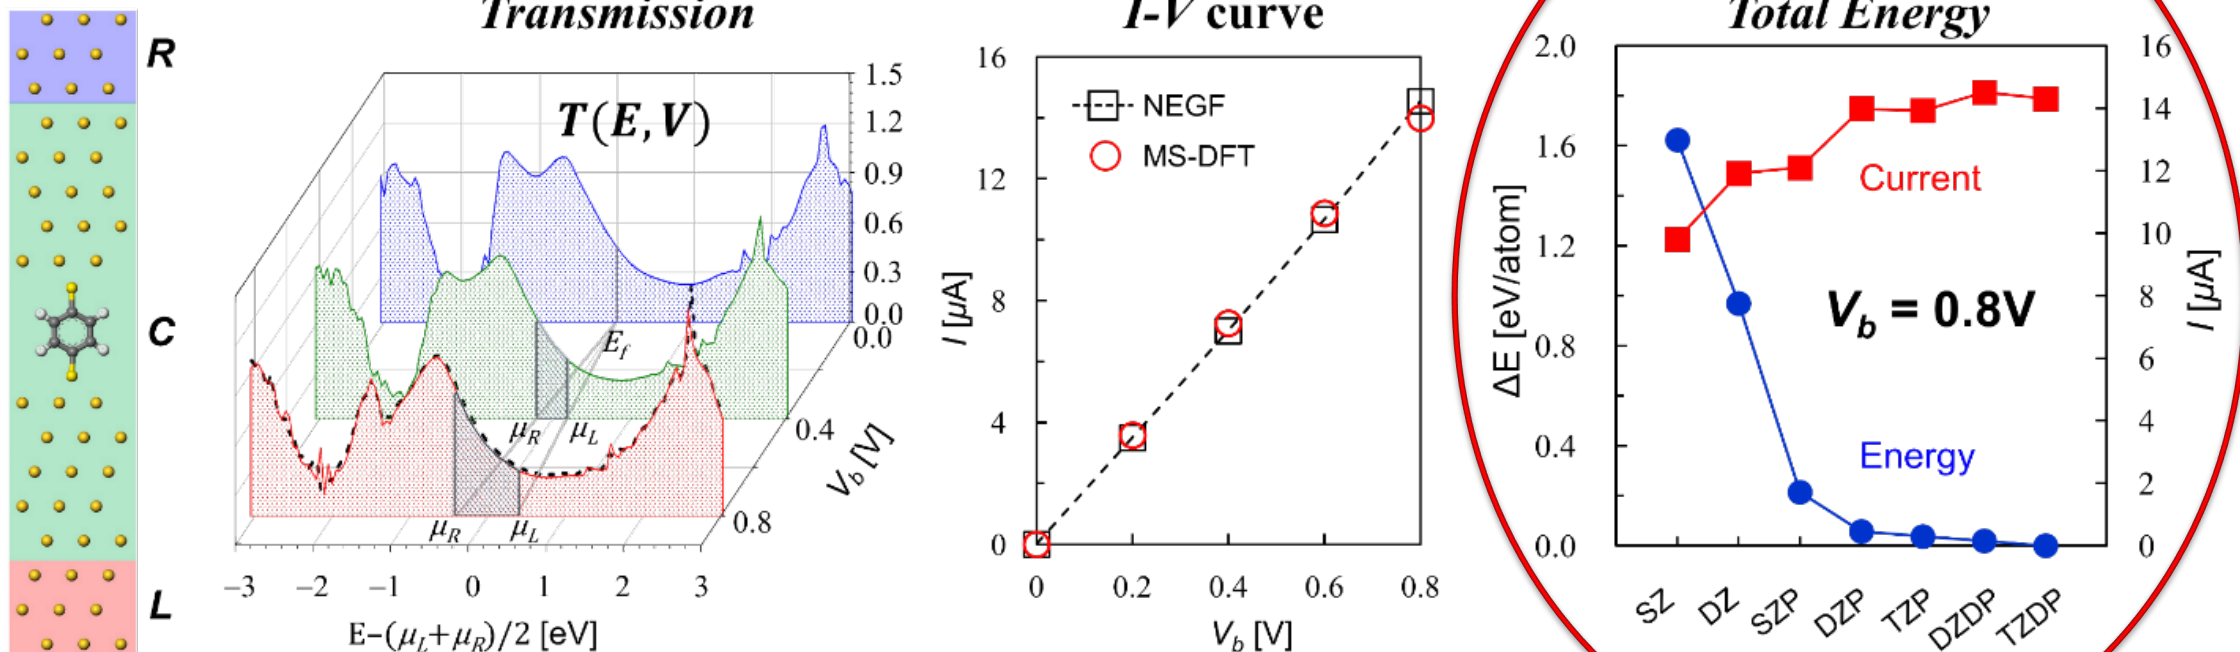 R
C
L
Transmission
T(E,V)
1.5
1.2
0.9
0.6
0.3
0.0
0.0
0.4
0.8
V_b [V]
E_f
μ_R
μ_L
μ_R
μ_L
−3
−2
−1
0
1
2
3
E−(μ_L+μ_R)/2 [eV]
I-V curve
NEGF
MS-DFT
16
12
8
4
0
I [μA]
0
0.2
0.4
0.6
0.8
V_b [V]
Total Energy
2.0
1.6
1.2
0.8
0.4
0.0
ΔE [eV/atom]
Current
V_b = 0.8V
Energy
16
14
12
10
8
6
4
2
0
I [μA]
SZ
DZ
SZP
DZP
TZP
DZDP
TZDP